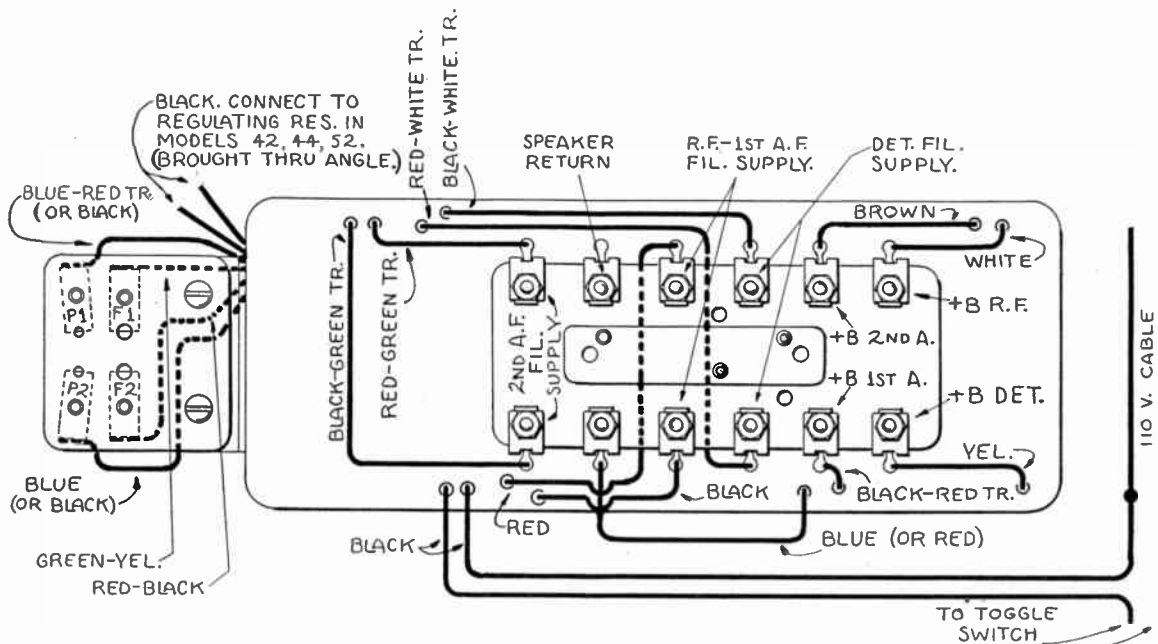 BLACK. CONNECT TO
REGULATING RES. IN
MODELS 42, 44, 52.
(BROUGHT THRU ANGLE.)
BLUE-RED TR.
(OR BLACK)
RED-WHITE TR.
BLACK-WHITE. TR.
SPEAKER
RETURN
R.F.-1ST A.F.
FIL. SUPPLY.
DET. FIL.
SUPPLY.
BROWN
WHITE
P1
F1
P2
F2
BLACK-GREEN TR.
RED-GREEN TR.
2ND A.F.
FIL.
SUPPLY
+B R.F.
+B 2ND A.
+B 1ST A.
+B DET.
110 V. CABLE
YEL.
BLACK-RED TR.
BLACK
RED
BLUE (OR RED)
BLUE
(OR BLACK)
GREEN-YEL.
RED-BLACK
BLACK
TO TOGGLE
SWITCH